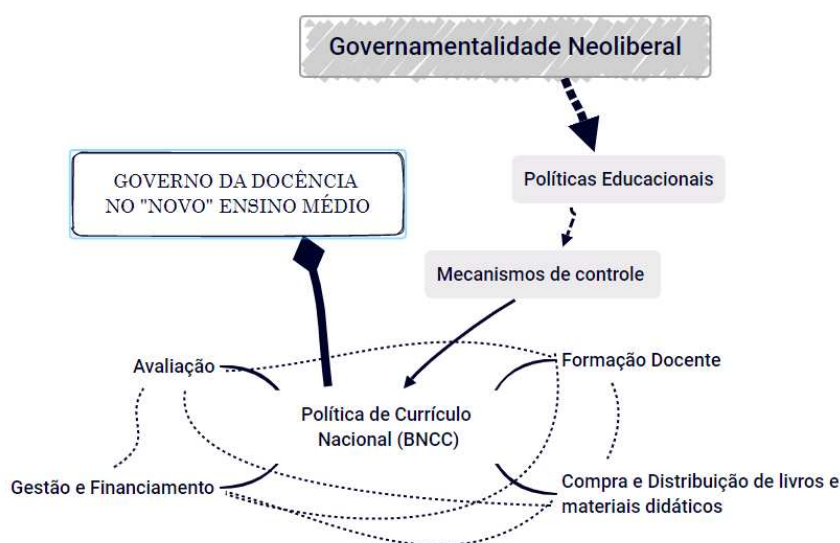 Governamentalidade Neoliberal
GOVERNO DA DOCÊNCIA
NO "NOVO" ENSINO MÉDIO
Políticas Educacionais
Mecanismos de controle
Avaliação
Formação Docente
Política de Currículo
Nacional (BNCC)
Gestão e Financiamento
Compra e Distribuição de livros e
materiais didáticos